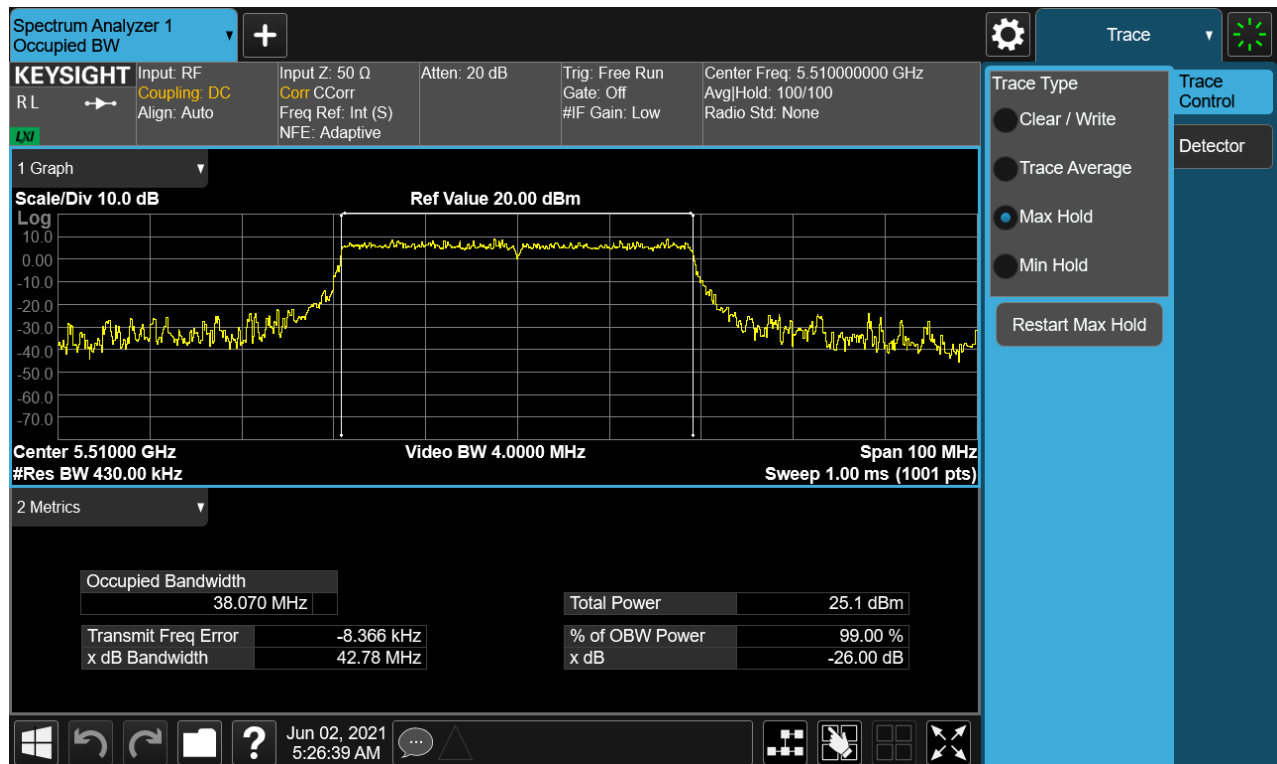 Spectrum Analyzer 1
Occupied BW
▼
+
Trace
▼
KEYSIGHT
R L
LXI
Input: RF
Coupling: DC
Align: Auto
Input Z: 50 Ω
Corr CCorr
Freq Ref: Int (S)
NFE: Adaptive
Atten: 20 dB
Trig: Free Run
Gate: Off
#IF Gain: Low
Center Freq: 5.510000000 GHz
Avg|Hold: 100/100
Radio Std: None
Trace Type
Clear / Write
Trace Average
Max Hold
Min Hold
Restart Max Hold
Trace
Control
Detector
1 Graph ▼
Scale/Div 10.0 dB Ref Value 20.00 dBm
Log
10.0
0.00
-10.0
-20.0
-30.0
-40.0
-50.0
-60.0
-70.0
Center 5.51000 GHz Video BW 4.0000 MHz Span 100 MHz
#Res BW 430.00 kHz Sweep 1.00 ms (1001 pts)
2 Metrics ▼
Occupied Bandwidth
38.070 MHz
Total Power 25.1 dBm
Transmit Freq Error -8.366 kHz % of OBW Power 99.00 %
x dB Bandwidth 42.78 MHz x dB -26.00 dB
?
Jun 02, 2021
5:26:39 AM